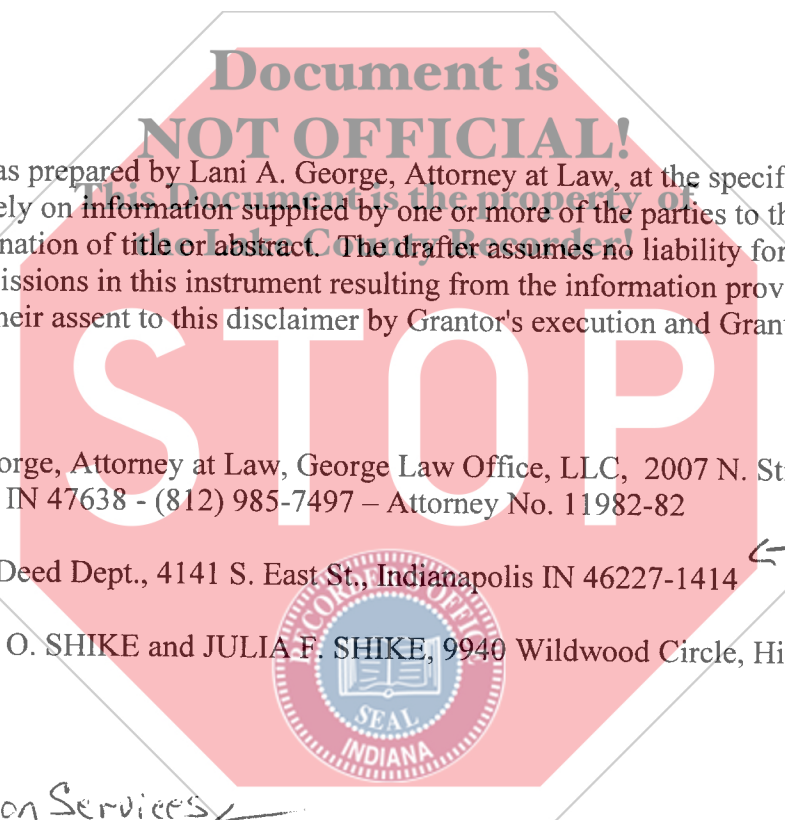 Document is
NOT OFFICIAL!
as prepared by Lani A. George, Attorney at Law, at the specif
This Document is the property of
ely on information supplied by one or more of the parties to th
the Lake County Recorder!
nation of title or abstract. The drafter assumes no liability for
issions in this instrument resulting from the information prov
heir assent to this disclaimer by Grantor's execution and Grant
STOP
orge, Attorney at Law, George Law Office, LLC, 2007 N. St
IN 47638 - (812) 985-7497 – Attorney No. 11982-82
Deed Dept., 4141 S. East St., Indianapolis IN 46227-1414
RECORDER'S OFFICE
O. SHIKE and JULIA F. SHIKE, 9940 Wildwood Circle, Hi
SEAL
INDIANA
on Services